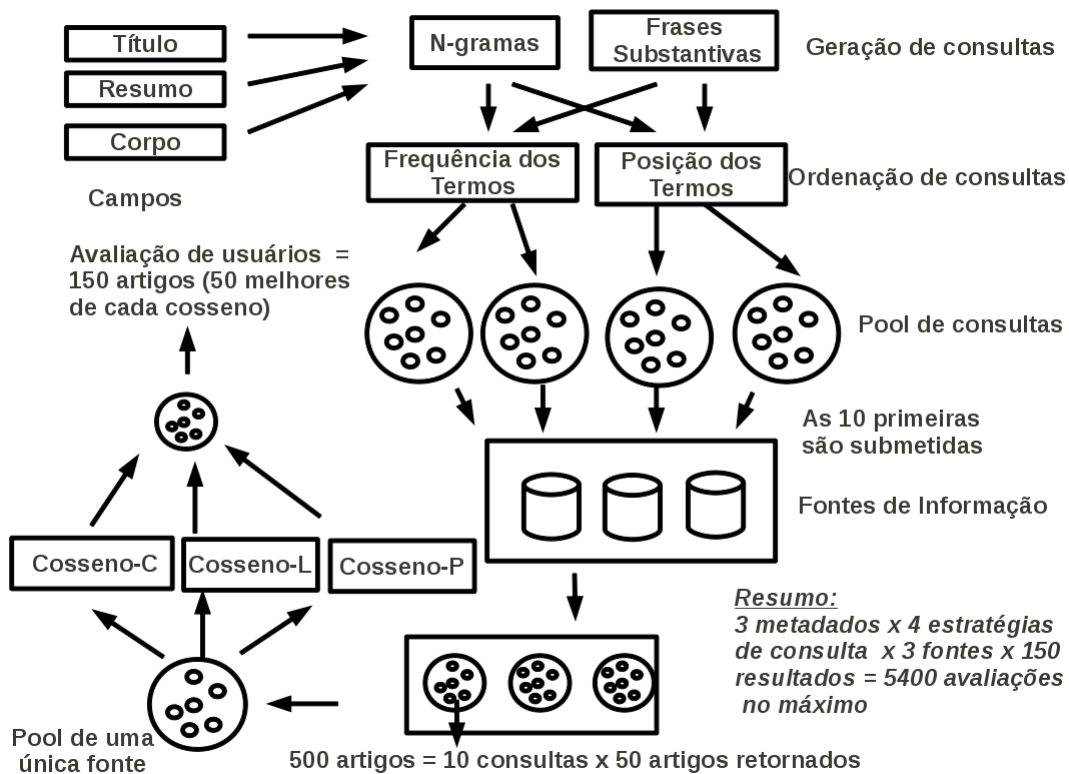 Título
Resumo
Corpo
Campos
N-gramas
Frases
Substantivas
Geração de consultas
Frequência dos
Termos
Posição dos
Termos
Ordenação de consultas
Avaliação de usuários =
150 artigos (50 melhores
de cada cosseno)
Pool de consultas
As 10 primeiras
são submetidas
Fontes de Informação
Cosseno-C
Cosseno-L
Cosseno-P
Resumo:
3 metadados x 4 estratégias
de consulta x 3 fontes x 150
resultados = 5400 avaliações
no máximo
Pool de uma
única fonte
500 artigos = 10 consultas x 50 artigos retornados